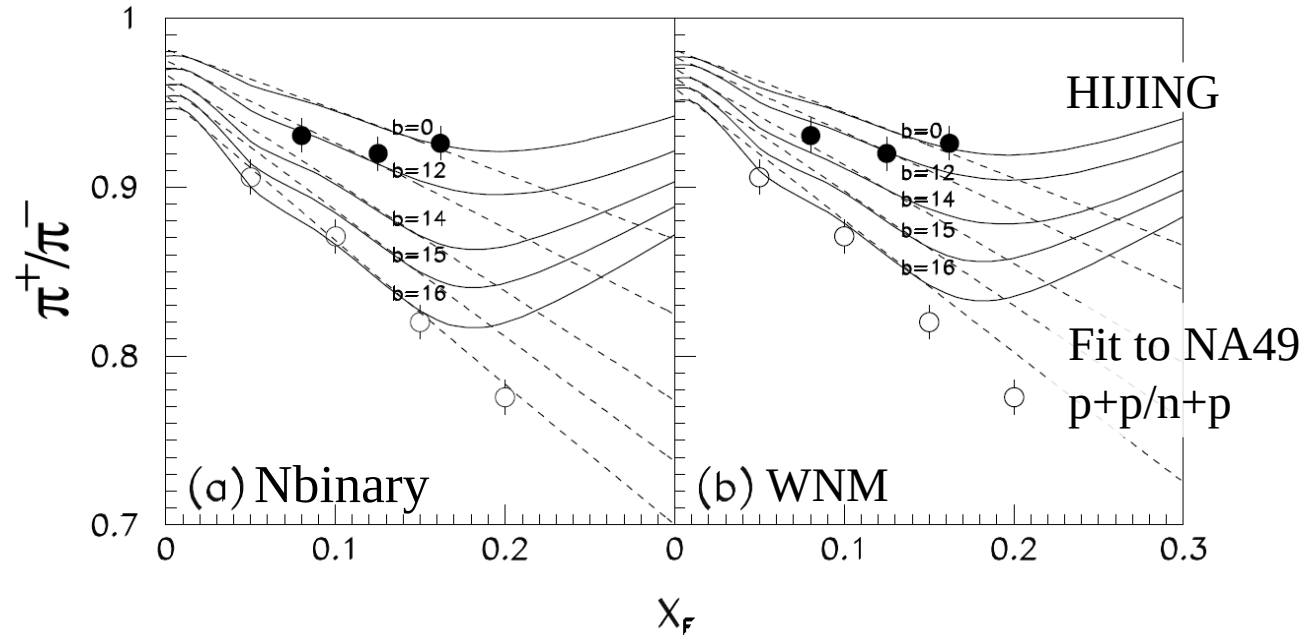 1
0.9
0.8
0.7
π⁺/π⁻
b=0
b=12
b=14
b=15
b=16
(a) Nbinary
0
0.1
0.2
HIJING
b=0
b=12
b=14
b=15
b=16
Fit to NA49
p+p/n+p
(b) WNM
0
0.1
0.2
0.3
X_F